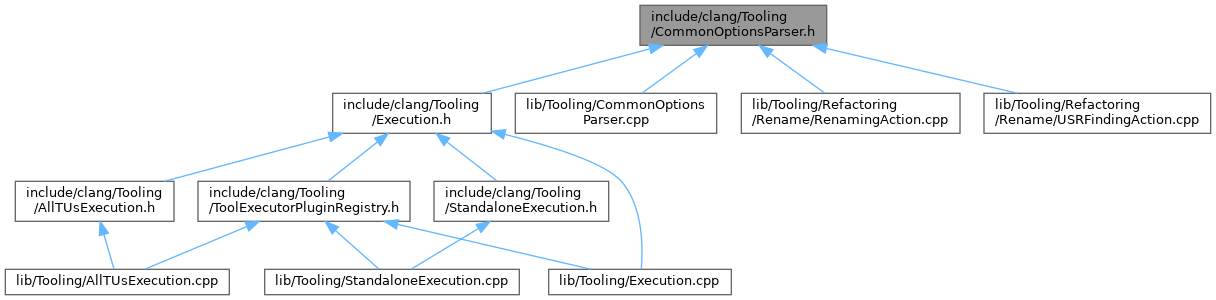 include/clang/Tooling
/CommonOptionsParser.h
include/clang/Tooling
/Execution.h
lib/Tooling/CommonOptions
Parser.cpp
lib/Tooling/Refactoring
/Rename/RenamingAction.cpp
lib/Tooling/Refactoring
/Rename/USRFindingAction.cpp
include/clang/Tooling
/AllTUsExecution.h
include/clang/Tooling
/ToolExecutorPluginRegistry.h
include/clang/Tooling
/StandaloneExecution.h
lib/Tooling/AllTUsExecution.cpp
lib/Tooling/StandaloneExecution.cpp
lib/Tooling/Execution.cpp